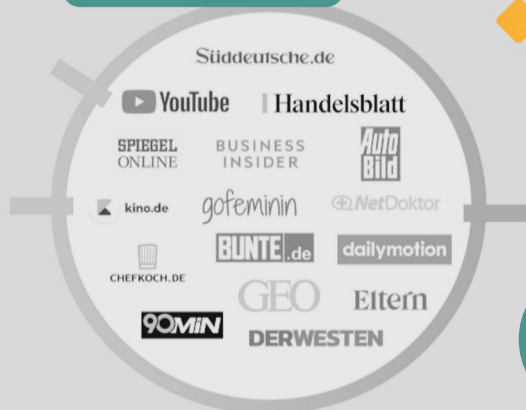 Süddeutsche.de
YouTube Handelsblatt
SPIEGEL
ONLINE
BUSINESS
INSIDER
Auto
Bild
kino.de gofeminin NetDoktor
CHEFKOCH.DE
BUNTE.de dailymotion
GEO Eltern
90MiN
DERWESTEN